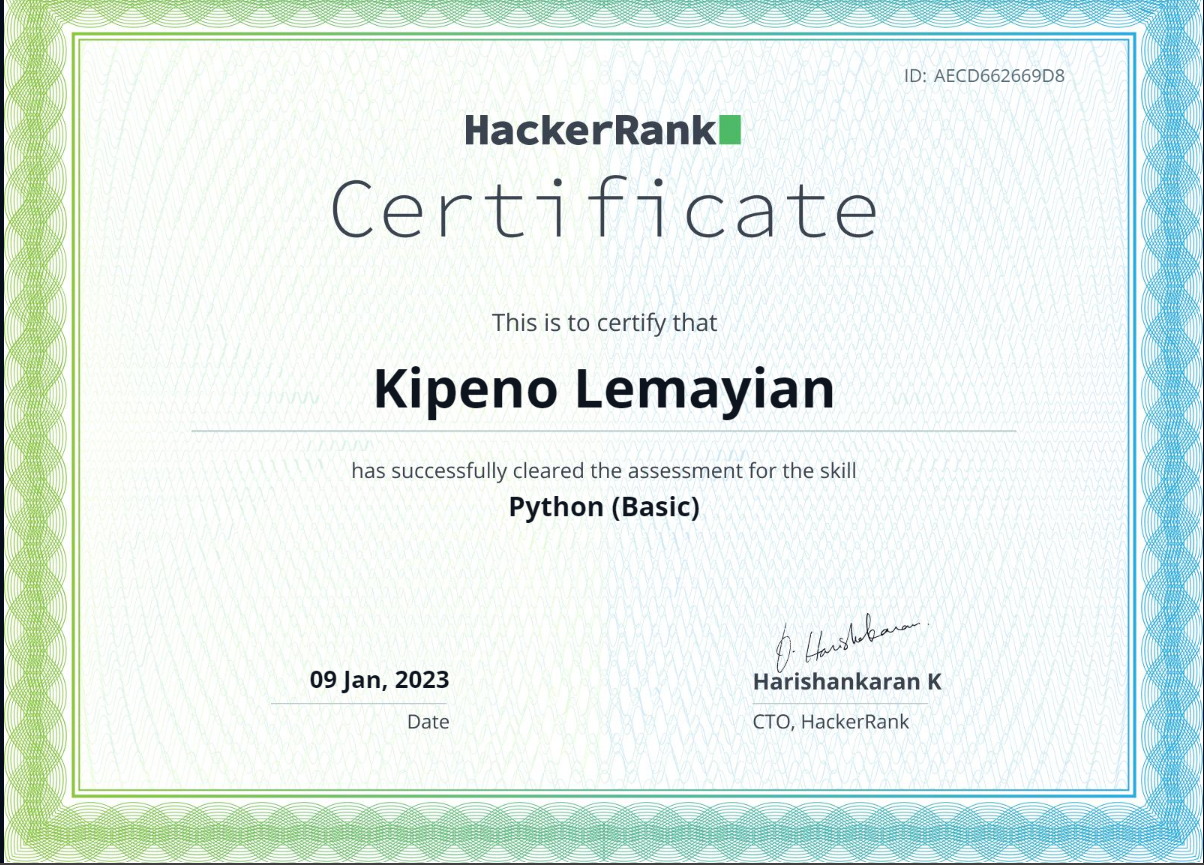 ID: AECD662669D8
HackerRank
Certificate
This is to certify that
Kipeno Lemayian
has successfully cleared the assessment for the skill
Python (Basic)
09 Jan, 2023
Date
Harishankaran K
CTO, HackerRank